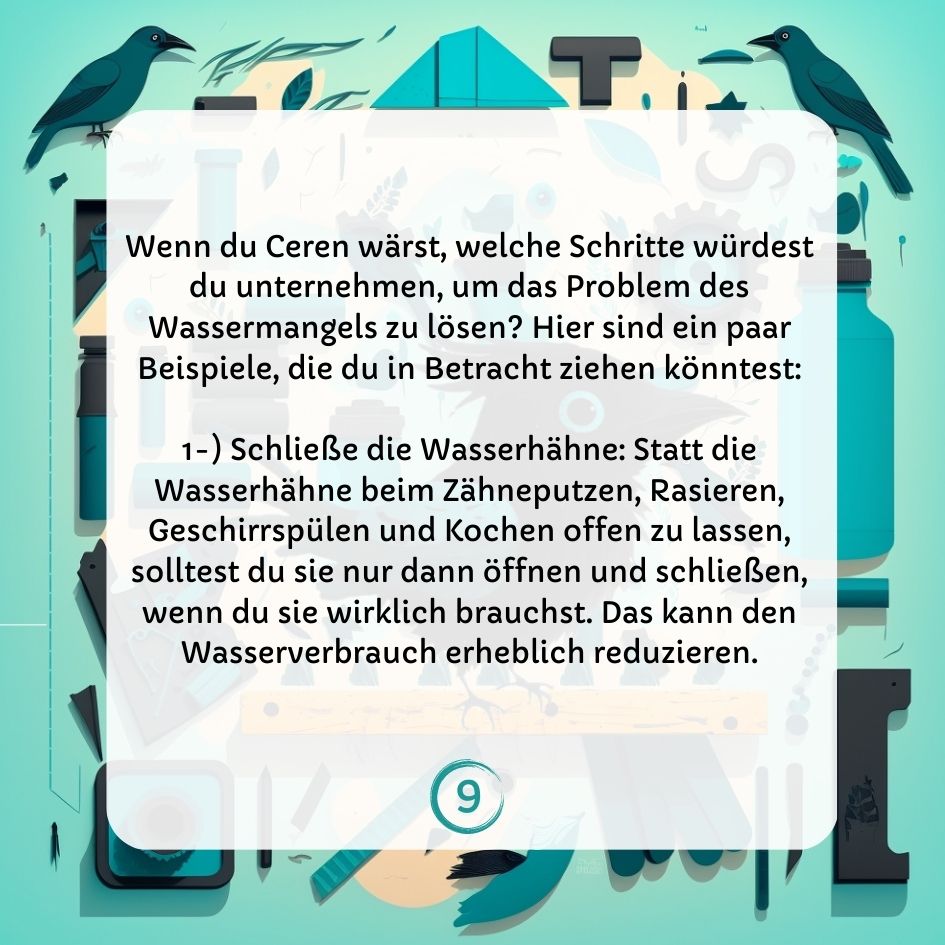 Wenn du Ceren wärst, welche Schritte würdest
du unternehmen, um das Problem des
Wassermangels zu lösen? Hier sind ein paar
Beispiele, die du in Betracht ziehen könntest:
1-) Schließe die Wasserhähne: Statt die
Wasserhähne beim Zähneputzen, Rasieren,
Geschirrspülen und Kochen offen zu lassen,
solltest du sie nur dann öffnen und schließen,
wenn du sie wirklich brauchst. Das kann den
Wasserverbrauch erheblich reduzieren.
9